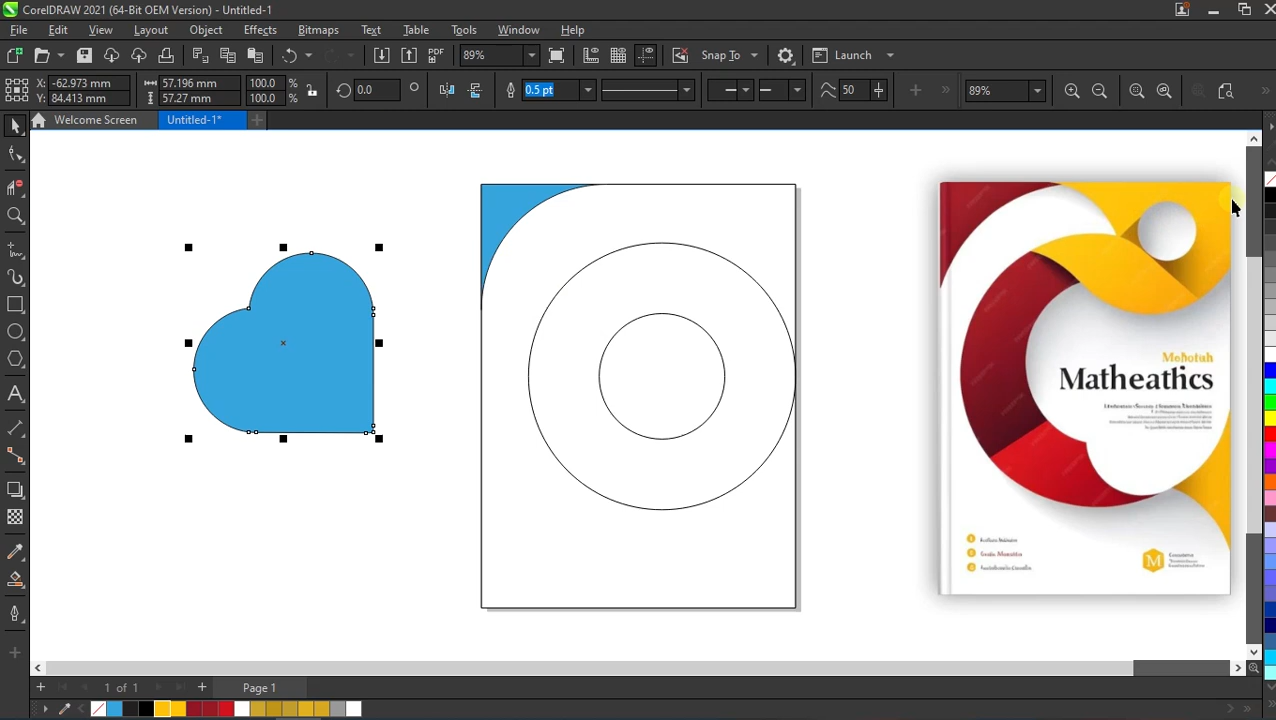 CorelDRAW 2021 (64-Bit OEM Version) - Untitled-1*
File Edit View Layout Object Effects Bitmaps Text Table Tools Window Help
PDF 89% Snap To Launch
X: -62.973 mm 57.196 mm 100.0 % 0.0 0.5 pt 50 89%
Y: 84.413 mm 57.27 mm 100.0 %
Welcome Screen Untitled-1*
Mehotuh
Matheathics
M
1 of 1 Page 1